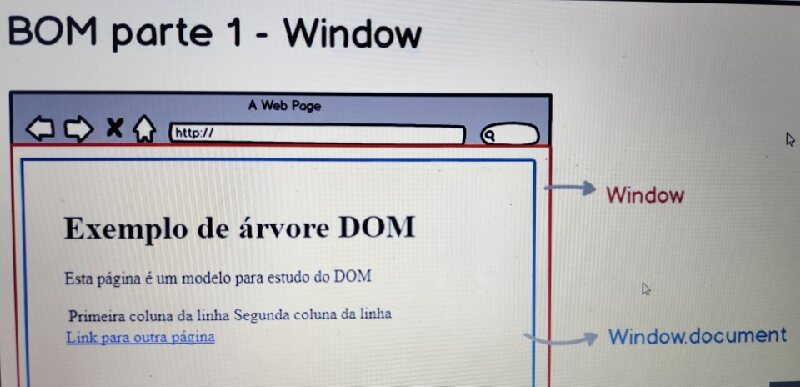 BOM parte 1 - Window
A Web Page
http://
Window
Exemplo de árvore DOM
Esta página é um modelo para estudo do DOM
Primeira coluna da linha Segunda coluna da linha
Link para outra página
Window.document